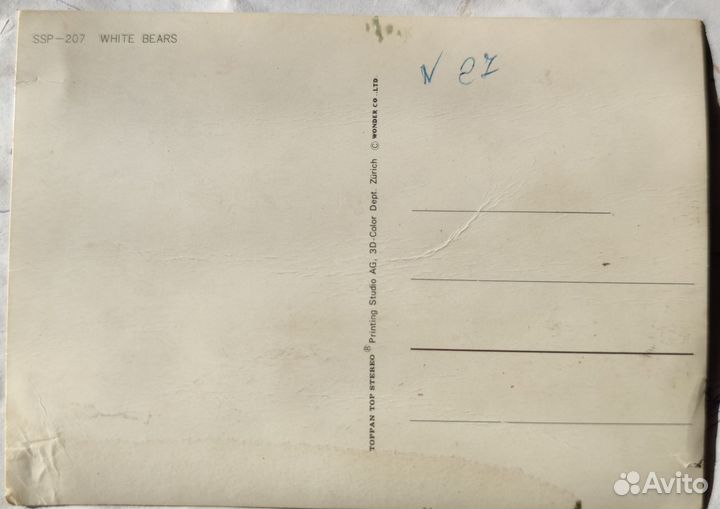 SSP-207 WHITE BEARS
TOPPAN TOP STEREO® Printing Studio AG, 3D-Color Dept. Zürich © WONDER CO.,LTD.
N 27
Avito